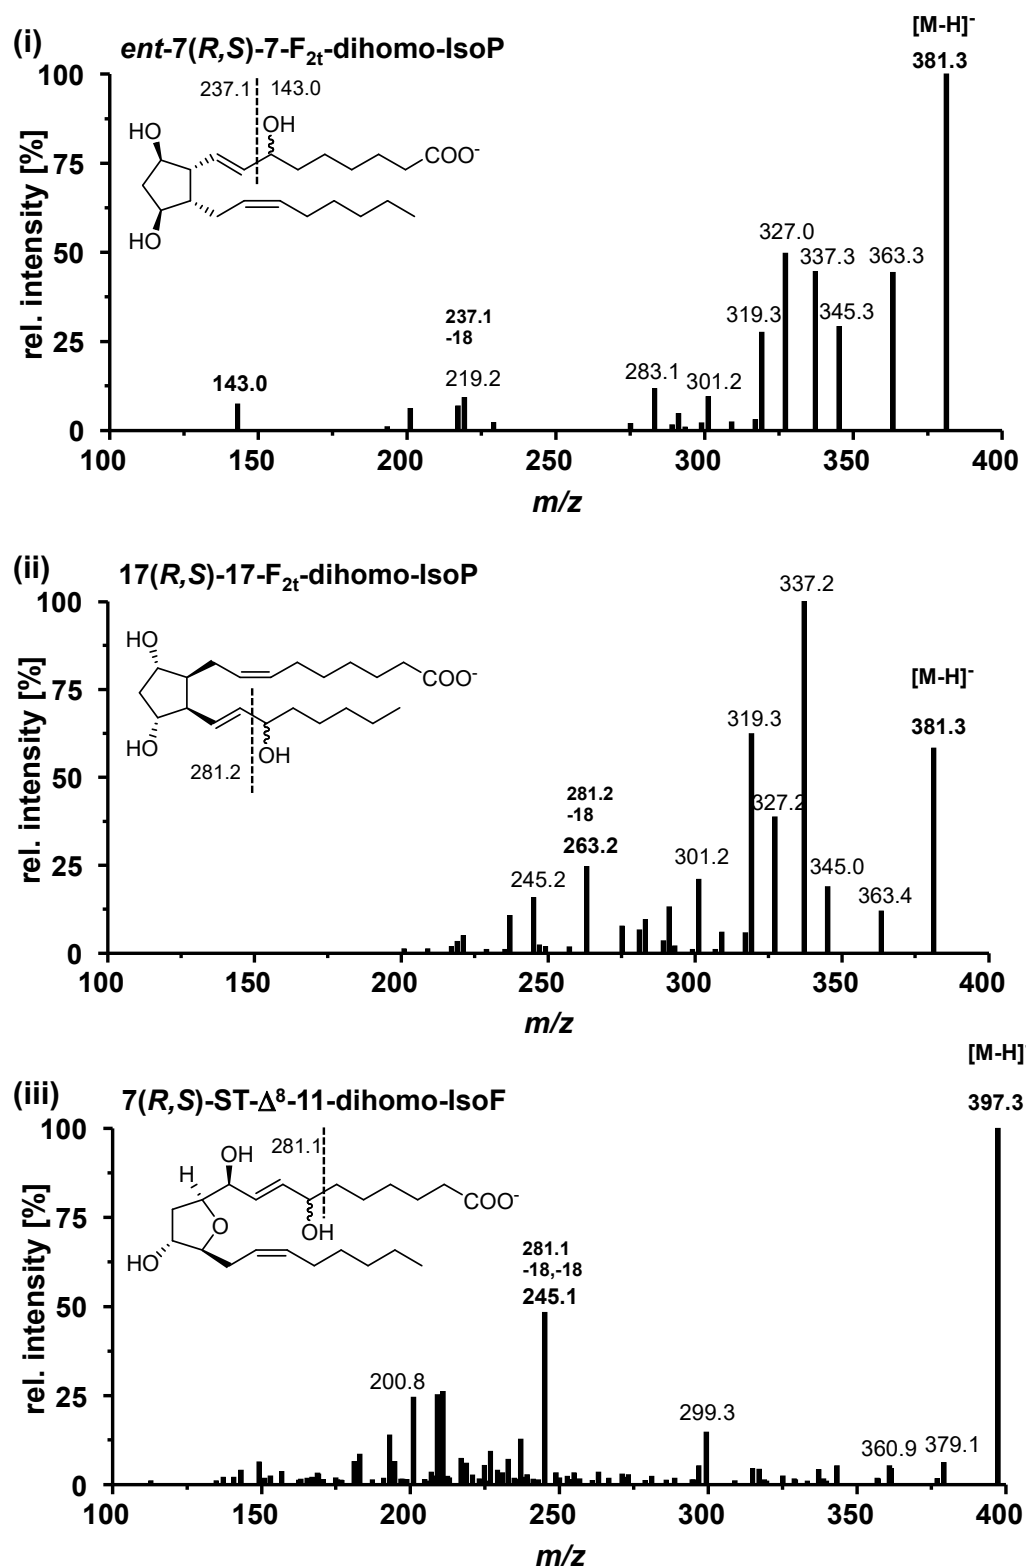 (i)
ent-7(R,S)-7-F2t-dihomo-IsoP
[M-H]-
381.3
237.1 143.0
OH
HO
COO-
HO
327.0
337.3
363.3
319.3
345.3
237.1
-18
219.2
143.0
283.1
301.2
100
75
50
25
0
rel. intensity [%]
100 150 200 250 300 350 400
m/z
(ii)
17(R,S)-17-F2t-dihomo-IsoP
337.2
[M-H]-
381.3
HO
COO-
HO
OH
281.2
319.3
327.2
281.2
-18
263.2
245.2
301.2
345.0
363.4
100
75
50
25
0
rel. intensity [%]
100 150 200 250 300 350 400
m/z
[M-H]
397.3
(iii)
7(R,S)-ST-Δ8-11-dihomo-IsoF
281.1
OH
H
COO-
O
OH
HO
281.1
-18,-18
245.1
200.8
299.3
360.9
379.1
100
75
50
25
0
rel. intensity [%]
100 150 200 250 300 350 400
m/z